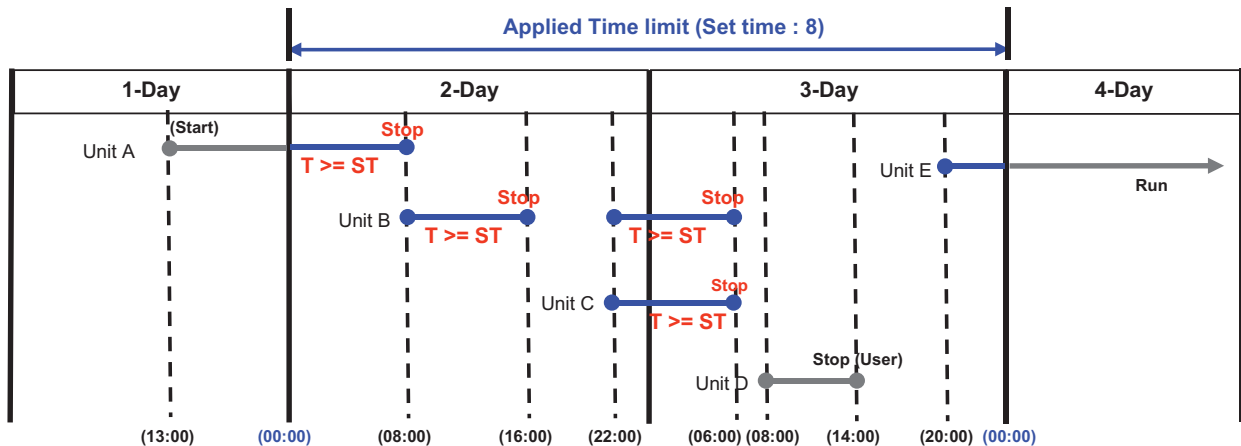 Applied Time limit (Set time : 8)
1-Day
2-Day
3-Day
4-Day
(Start)
Unit A
Stop
T >= ST
Unit E
Run
Unit B
Stop
T >= ST
Stop
T >= ST
Unit C
Stop
T >= ST
Unit D
Stop (User)
(13:00) (00:00) (08:00) (16:00) (22:00) (06:00) (08:00) (14:00) (20:00) (00:00)